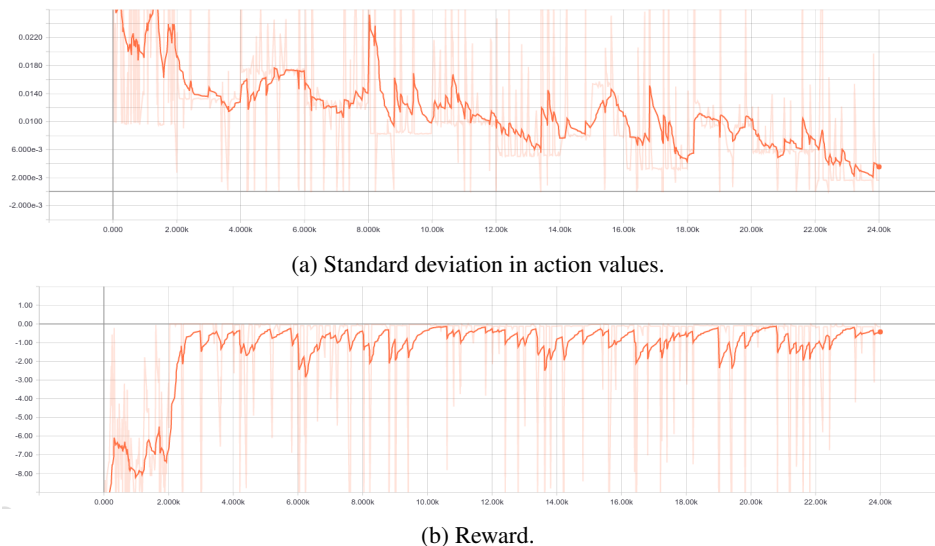 0.0220
0.0180
0.0140
0.0100
6.000e-3
2.000e-3
-2.000e-3
0.000 2.000k 4.000k 6.000k 8.000k 10.00k 12.00k 14.00k 16.00k 18.00k 20.00k 22.00k 24.00k
(a) Standard deviation in action values.
1.00
0.00
-1.00
-2.00
-3.00
-4.00
-5.00
-6.00
-7.00
-8.00
0.000 2.000k 4.000k 6.000k 8.000k 10.00k 12.00k 14.00k 16.00k 18.00k 20.00k 22.00k 24.00k
(b) Reward.